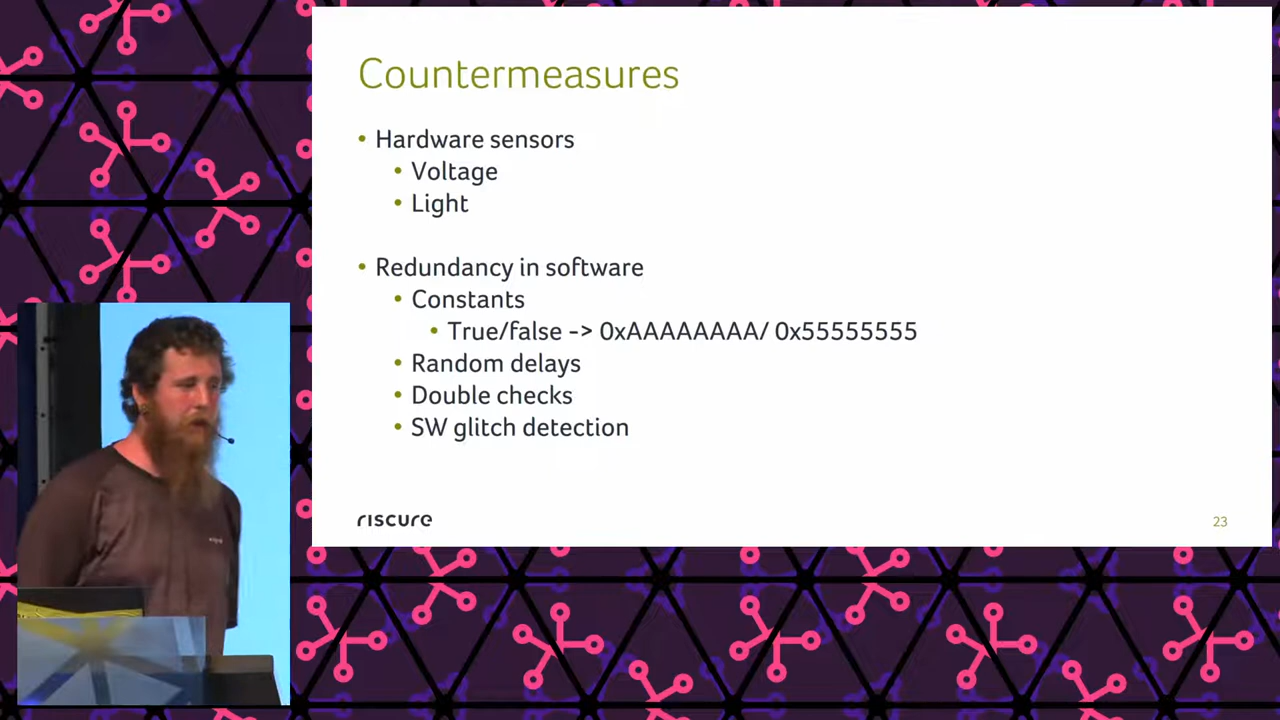 Countermeasures
• Hardware sensors
• Voltage
• Light
• Redundancy in software
• Constants
• True/false -> 0xAAAAAAAA/ 0x55555555
• Random delays
• Double checks
• SW glitch detection
riscure
23